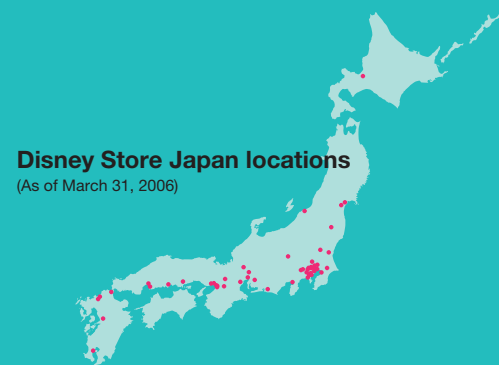 Disney Store Japan locations
(As of March 31, 2006)